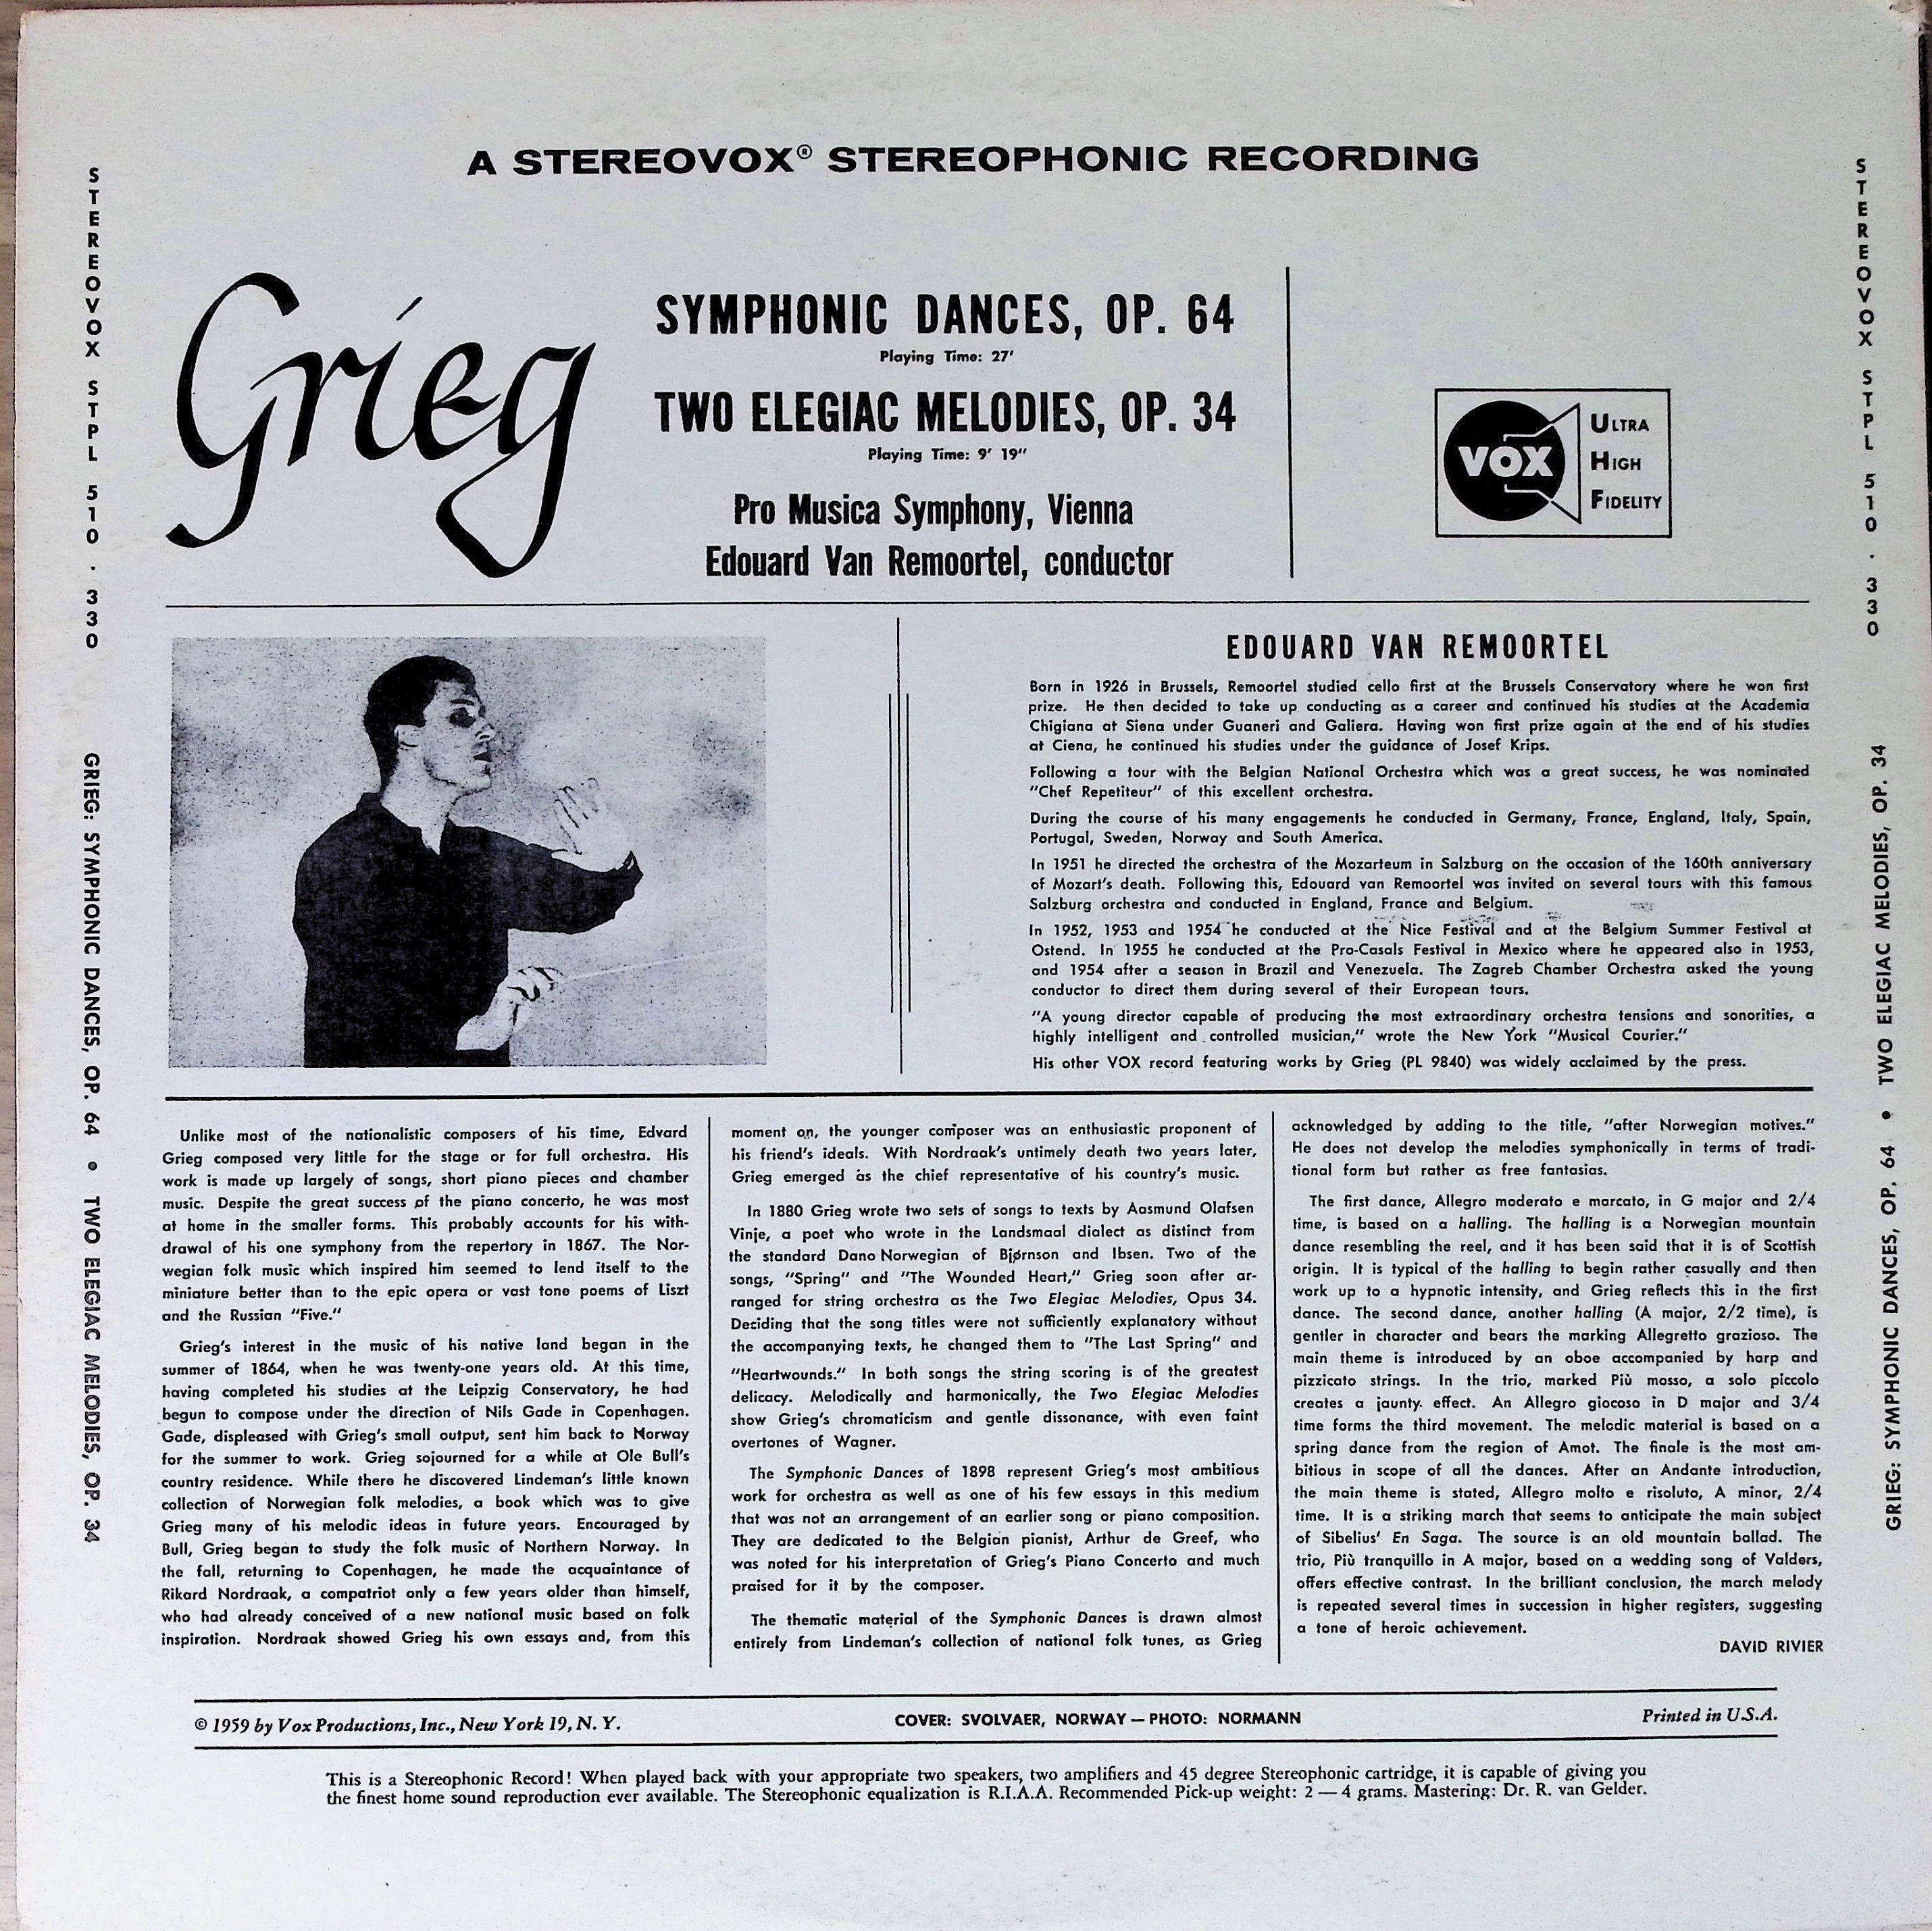 A STEREOVOX® STEREOPHONIC RECORDING
STEREOVOX STPL 510 . 330
GRIEG: SYMPHONIC DANCES, OP. 64 • TWO ELEGIAC MELODIES, OP. 34
Grieg
SYMPHONIC DANCES, OP. 64
Playing Time: 27'
TWO ELEGIAC MELODIES, OP. 34
Playing Time: 9' 19"
Pro Musica Symphony, Vienna
Edouard Van Remoortel, conductor
VOX
ULTRA
HIGH
FIDELITY
STEREOVOX STPL 510 . 330
GRIEG: SYMPHONIC DANCES, OP. 64 • TWO ELEGIAC MELODIES, OP. 34
EDOUARD VAN REMOORTEL
Born in 1926 in Brussels, Remoortel studied cello first at the Brussels Conservatory where he won first
prize. He then decided to take up conducting as a career and continued his studies at the Academia
Chigiana at Siena under Guaneri and Galiera. Having won first prize again at the end of his studies
at Ciena, he continued his studies under the guidance of Josef Krips.
Following a tour with the Belgian National Orchestra which was a great success, he was nominated
"Chef Repetiteur" of this excellent orchestra.
During the course of his many engagements he conducted in Germany, France, England, Italy, Spain,
Portugal, Sweden, Norway and South America.
In 1951 he directed the orchestra of the Mozarteum in Salzburg on the occasion of the 160th anniversary
of Mozart's death. Following this, Edouard van Remoortel was invited on several tours with this famous
Salzburg orchestra and conducted in England, France and Belgium.
In 1952, 1953 and 1954 he conducted at the Nice Festival and at the Belgium Summer Festival at
Ostend. In 1955 he conducted at the Pro-Casals Festival in Mexico where he appeared also in 1953,
and 1954 after a season in Brazil and Venezuela. The Zagreb Chamber Orchestra asked the young
conductor to direct them during several of their European tours.
"A young director capable of producing the most extraordinary orchestra tensions and sonorities, a
highly intelligent and controlled musician," wrote the New York "Musical Courier."
His other VOX record featuring works by Grieg (PL 9840) was widely acclaimed by the press.
Unlike most of the nationalistic composers of his time, Edvard
Grieg composed very little for the stage or for full orchestra. His
work is made up largely of songs, short piano pieces and chamber
music. Despite the great success of the piano concerto, he was most
at home in the smaller forms. This probably accounts for his with-
drawal of his one symphony from the repertory in 1867. The Nor-
wegian folk music which inspired him seemed to lend itself to the
miniature better than to the epic opera or vast tone poems of Liszt
and the Russian "Five."
Grieg's interest in the music of his native land began in the
summer of 1864, when he was twenty-one years old. At this time,
having completed his studies at the Leipzig Conservatory, he had
begun to compose under the direction of Nils Gade in Copenhagen.
Gade, displeased with Grieg's small output, sent him back to Norway
for the summer to work. Grieg sojourned for a while at Ole Bull's
country residence. While there he discovered Lindeman's little known
collection of Norwegian folk melodies, a book which was to give
Grieg many of his melodic ideas in future years. Encouraged by
Bull, Grieg began to study the folk music of Northern Norway. In
the fall, returning to Copenhagen, he made the acquaintance of
Rikard Nordraak, a compatriot only a few years older than himself,
who had already conceived of a new national music based on folk
inspiration. Nordraak showed Grieg his own essays and, from this
moment on, the younger composer was an enthusiastic proponent of
his friend's ideals. With Nordraak's untimely death two years later,
Grieg emerged as the chief representative of his country's music.
In 1880 Grieg wrote two sets of songs to texts by Aasmund Olafsen
Vinje, a poet who wrote in the Landsmaal dialect as distinct from
the standard Dano Norwegian of Bjørnson and Ibsen. Two of the
songs, "Spring" and "The Wounded Heart," Grieg soon after ar-
ranged for string orchestra as the Two Elegiac Melodies, Opus 34.
Deciding that the song titles were not sufficiently explanatory without
the accompanying texts, he changed them to "The Last Spring" and
"Heartwounds." In both songs the string scoring is of the greatest
delicacy. Melodically and harmonically, the Two Elegiac Melodies
show Grieg's chromaticism and gentle dissonance, with even faint
overtones of Wagner.
The Symphonic Dances of 1898 represent Grieg's most ambitious
work for orchestra as well as one of his few essays in this medium
that was not an arrangement of an earlier song or piano composition.
They are dedicated to the Belgian pianist, Arthur de Greef, who
was noted for his interpretation of Grieg's Piano Concerto and much
praised for it by the composer.
The thematic material of the Symphonic Dances is drawn almost
entirely from Lindeman's collection of national folk tunes, as Grieg
acknowledged by adding to the title, "after Norwegian motives."
He does not develop the melodies symphonically in terms of tradi-
tional form but rather as free fantasias.
The first dance, Allegro moderato e marcato, in G major and 2/4
time, is based on a halling. The halling is a Norwegian mountain
dance resembling the reel, and it has been said that it is of Scottish
origin. It is typical of the halling to begin rather casually and then
work up to a hypnotic intensity, and Grieg reflects this in the first
dance. The second dance, another halling (A major, 2/2 time), is
gentler in character and bears the marking Allegretto grazioso. The
main theme is introduced by an oboe accompanied by harp and
pizzicato strings. In the trio, marked Più mosso, a solo piccolo
creates a jaunty effect. An Allegro giocoso in D major and 3/4
time forms the third movement. The melodic material is based on a
spring dance from the region of Amot. The finale is the most am-
bitious in scope of all the dances. After an Andante introduction,
the main theme is stated, Allegro molto e risoluto, A minor, 2/4
time. It is a striking march that seems to anticipate the main subject
of Sibelius' En Saga. The source is an old mountain ballad. The
trio, Più tranquillo in A major, based on a wedding song of Valders,
offers effective contrast. In the brilliant conclusion, the march melody
is repeated several times in succession in higher registers, suggesting
a tone of heroic achievement.
DAVID RIVIER
© 1959 by Vox Productions, Inc., New York 19, N. Y.
COVER: SVOLVAER, NORWAY — PHOTO: NORMANN
Printed in U.S.A.
This is a Stereophonic Record! When played back with your appropriate two speakers, two amplifiers and 45 degree Stereophonic cartridge, it is capable of giving you
the finest home sound reproduction ever available. The Stereophonic equalization is R.I.A.A. Recommended Pick-up weight: 2 — 4 grams. Mastering: Dr. R. van Gelder.